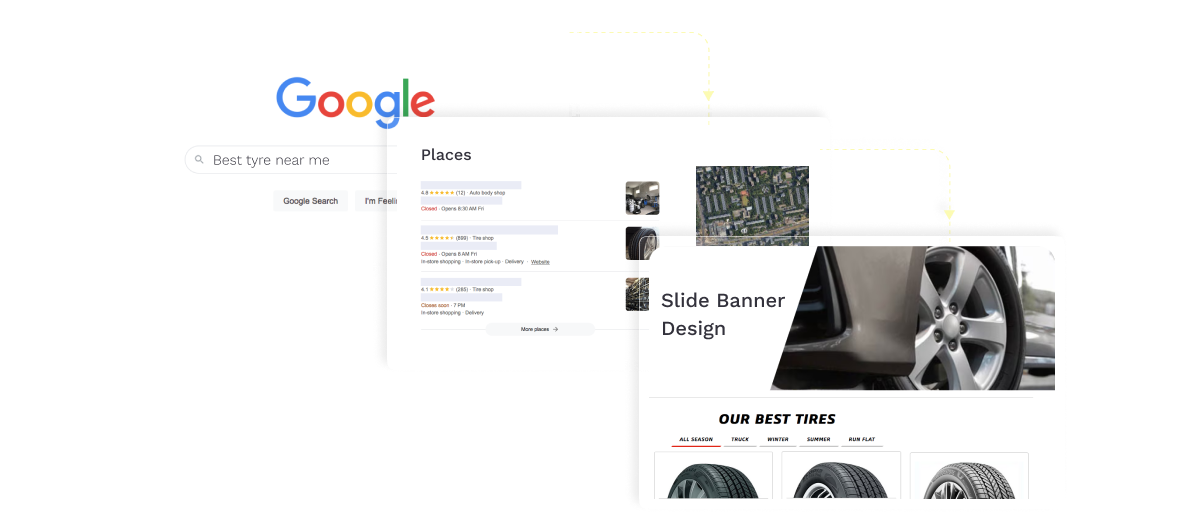 Google
Best tyre near me
Google Search
I'm Feeli
Places
4.8 ★★★★★ (12) · Auto body shop
Closed · Opens 8:30 AM Fri
4.5 ★★★★★ (899) · Tire shop
Closed · Opens 8 AM Fri
In-store shopping · In-store pick-up · Delivery · Website
4.1 ★★★★★ (285) · Tire shop
Closes soon · 7 PM
In-store shopping · Delivery
More places →
Slide Banner
Design
OUR BEST TIRES
ALL SEASON TRUCK WINTER SUMMER RUN FLAT